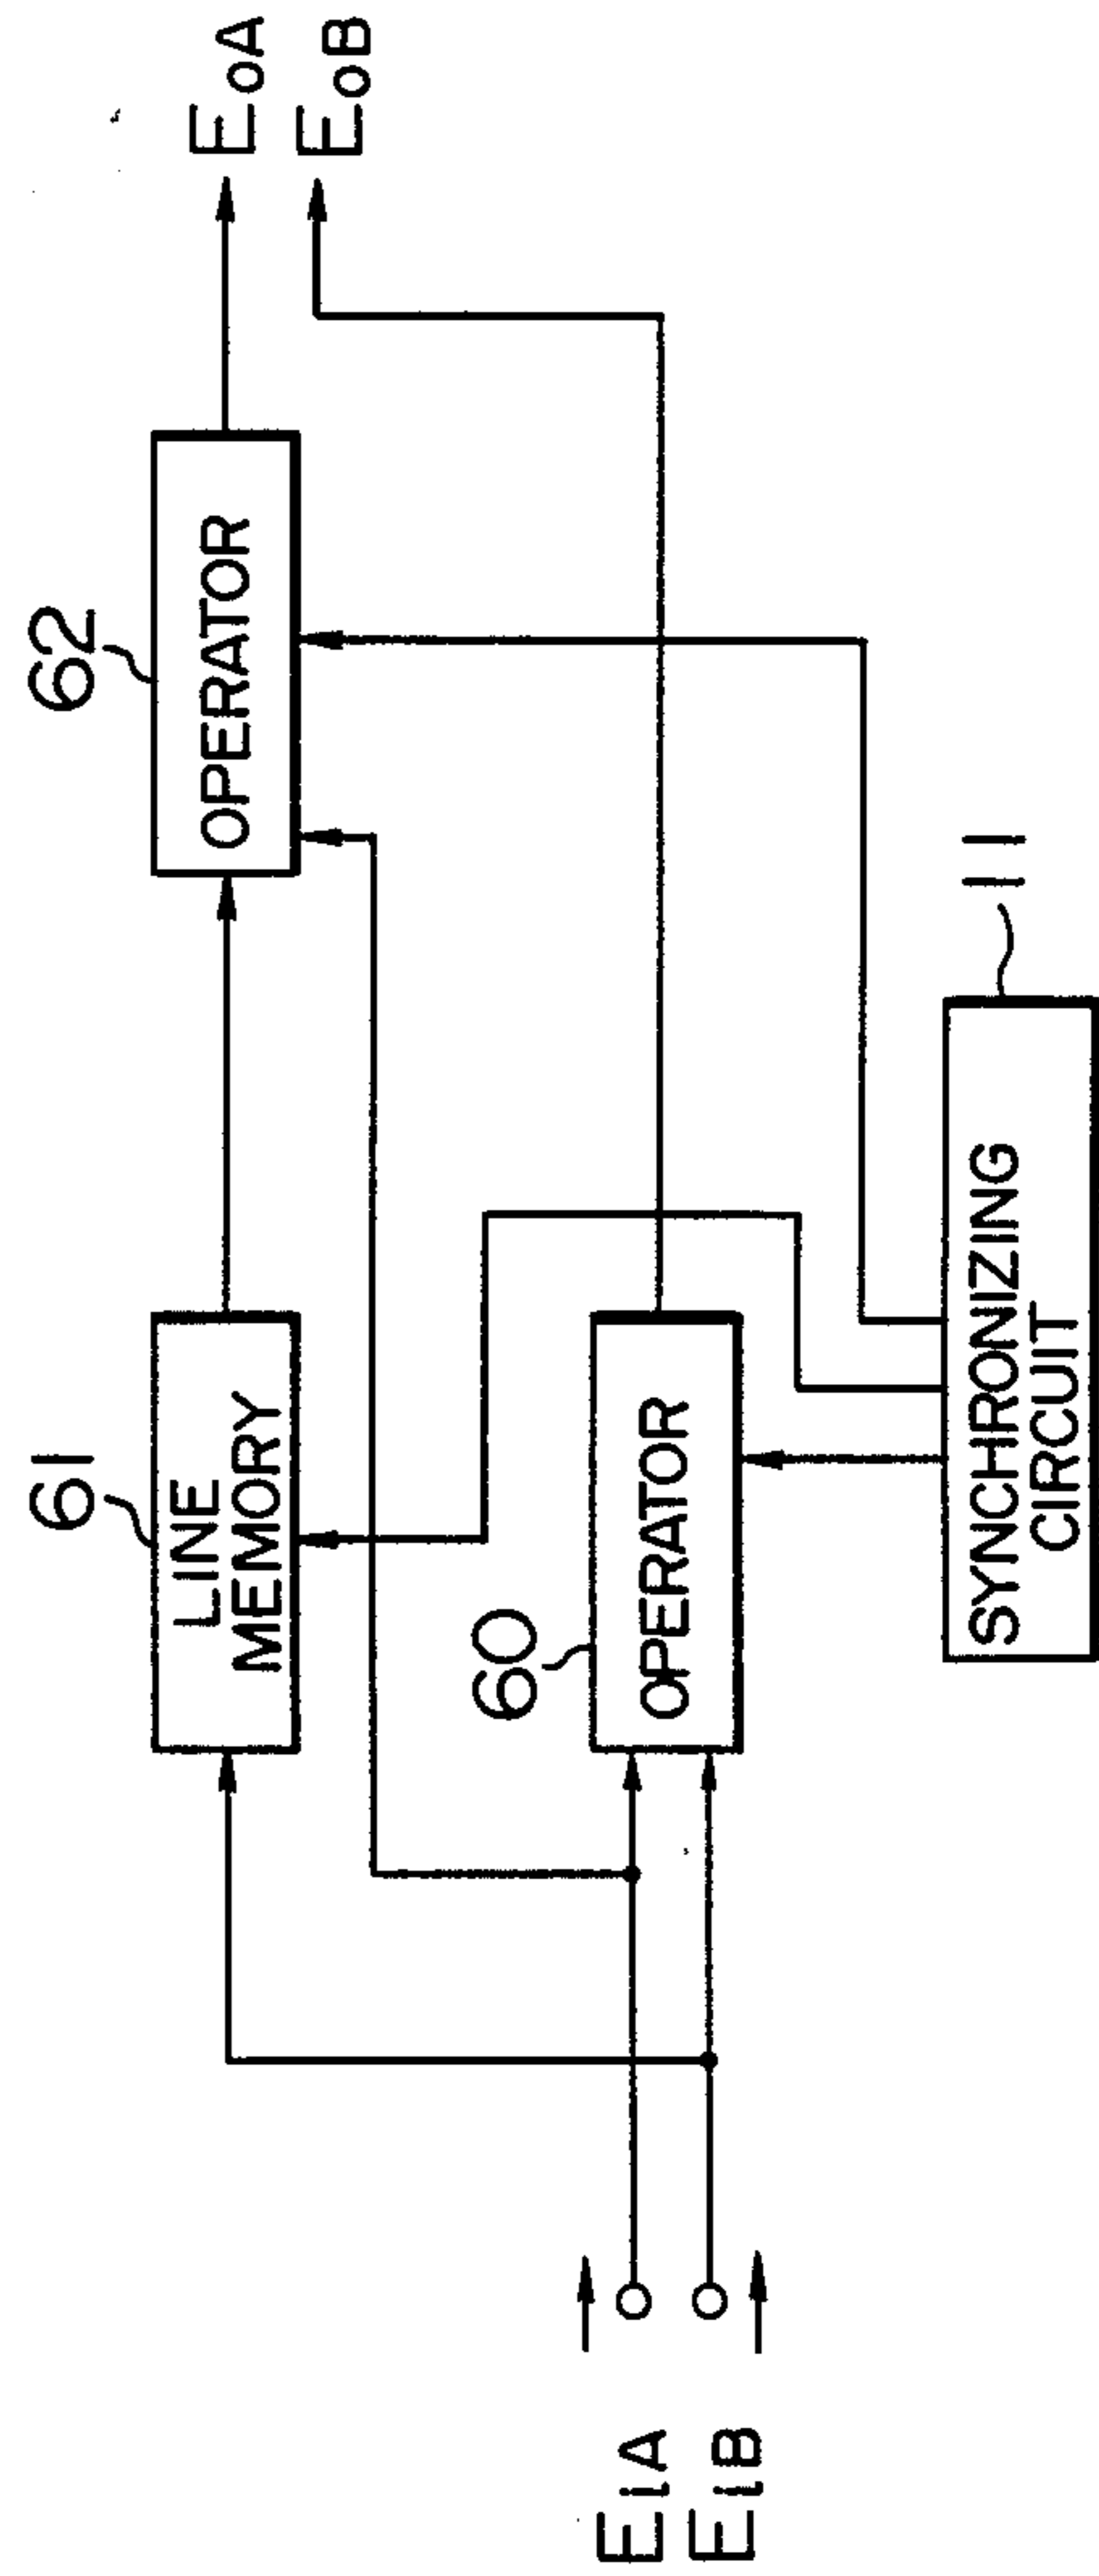 61
LINE
MEMORY
62
OPERATOR
EoA
EoB
60
OPERATOR
EiA
EiB
11
SYNCHRONIZING
CIRCUIT